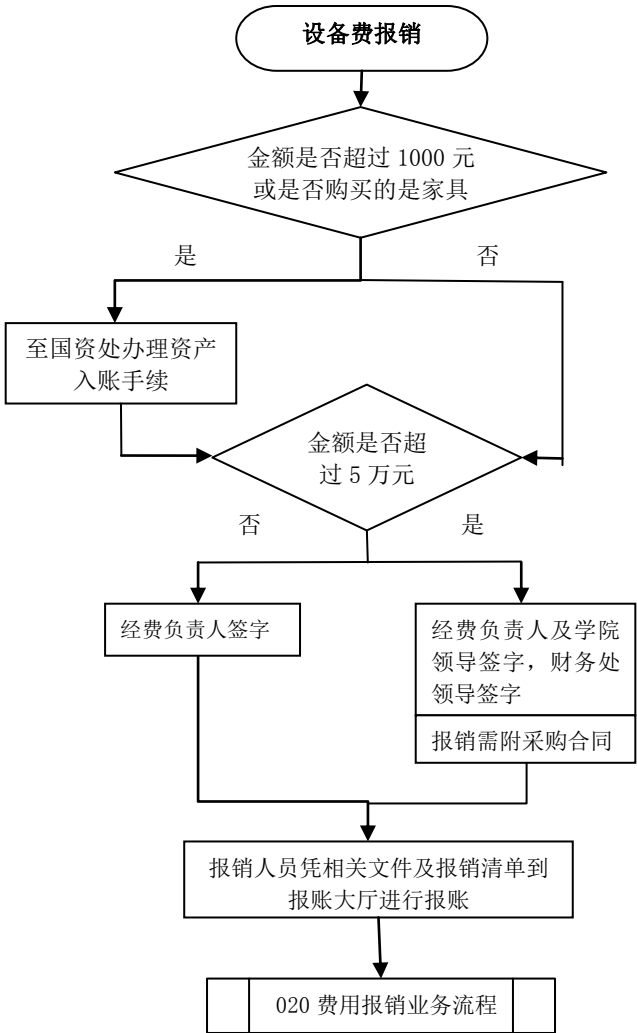 设备费报销
金额是否超过 1000 元
或是否购买的是家具
是
否
至国资处办理资产
入账手续
金额是否超
过 5 万元
否
是
经费负责人签字
经费负责人及学院
领导签字，财务处
领导签字
报销需附采购合同
报销人员凭相关文件及报销清单到
报账大厅进行报账
020 费用报销业务流程